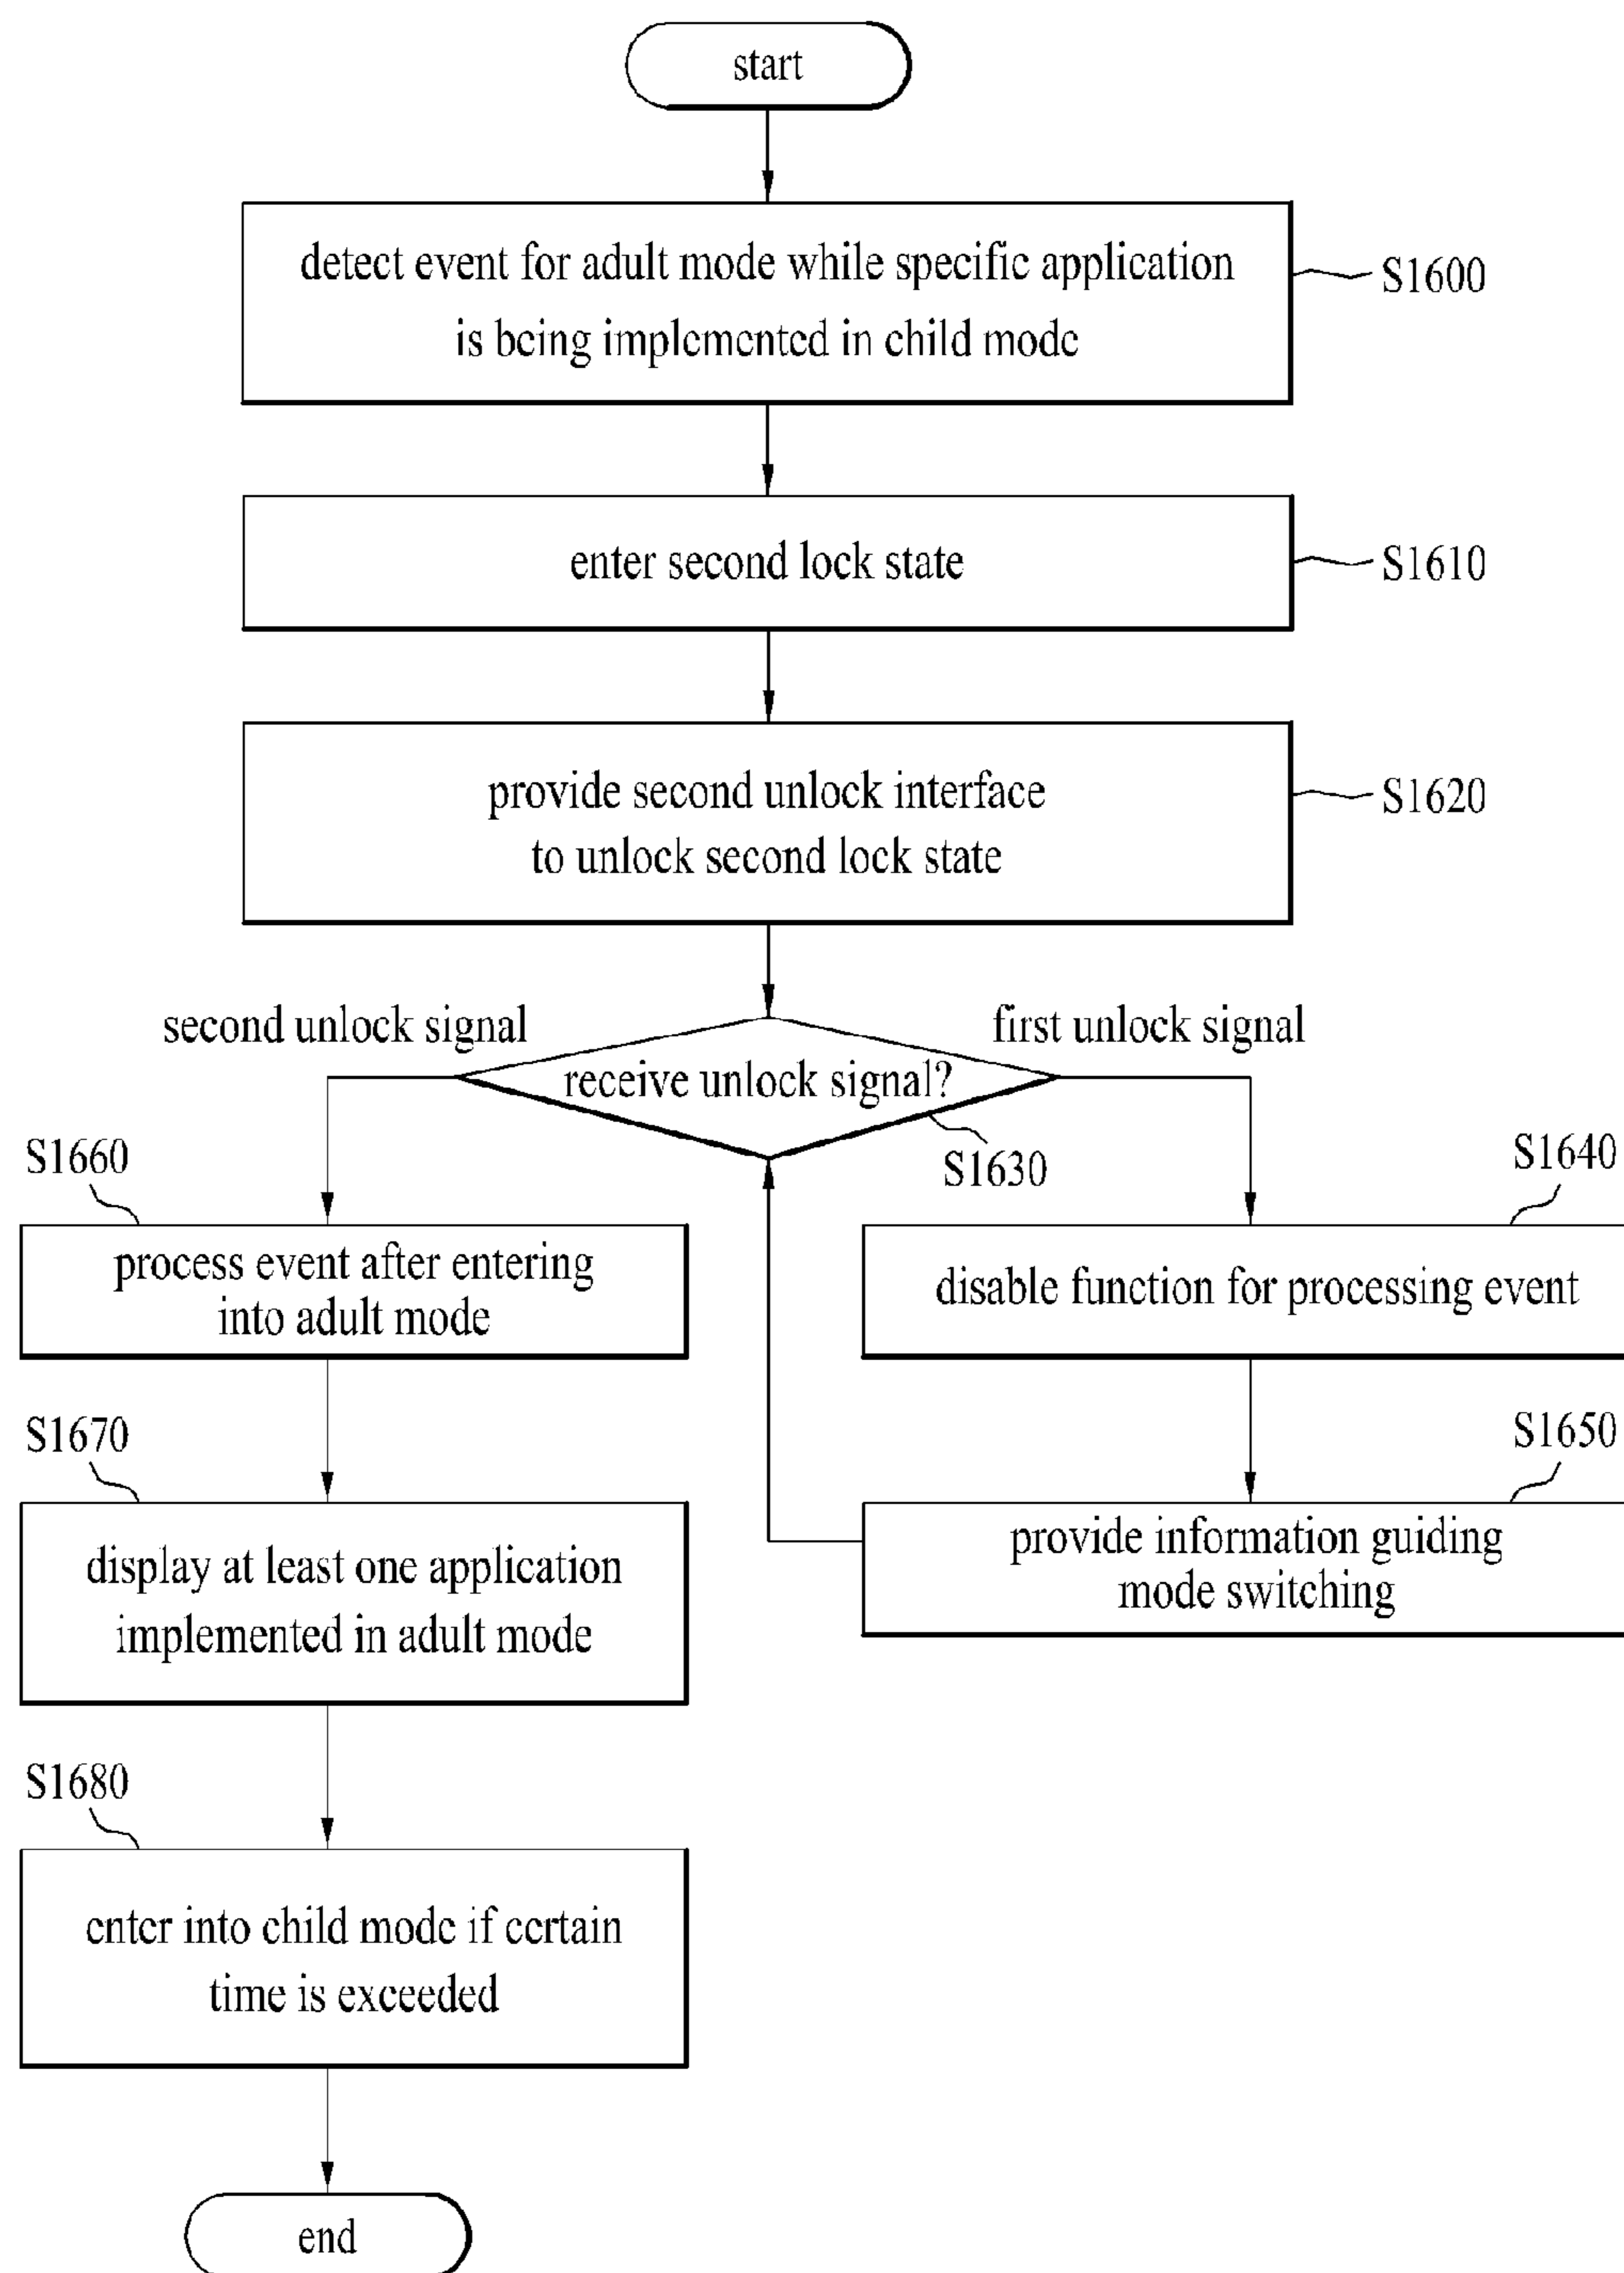 start
detect event for adult mode while specific application
is being implemented in child mode
S1600
enter second lock state
S1610
provide second unlock interface
to unlock second lock state
S1620
second unlock signal
first unlock signal
receive unlock signal?
S1630
S1660
process event after entering
into adult mode
S1640
disable function for processing event
S1670
display at least one application
implemented in adult mode
S1650
provide information guiding
mode switching
S1680
enter into child mode if certain
time is exceeded
end